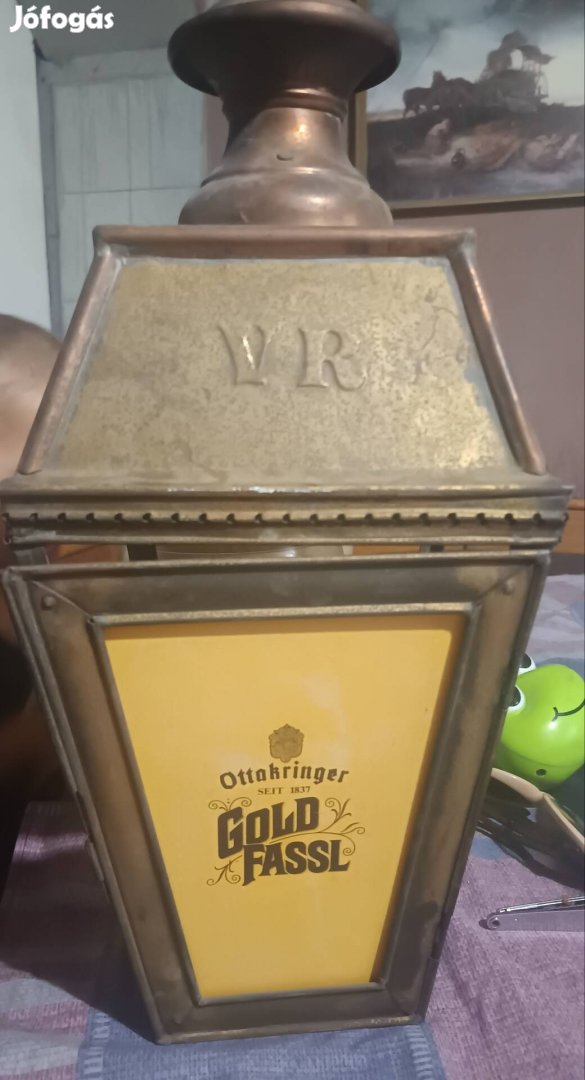 Jófogás
VR
Ottakringer
SEIT 1837
GOLD
FASSL